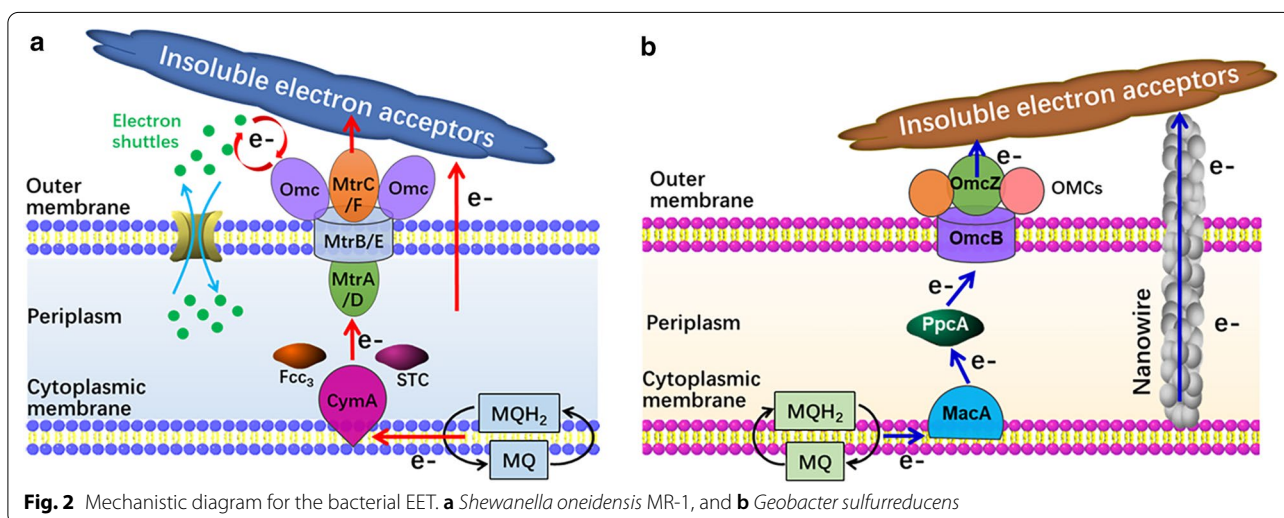 a
Insoluble electron acceptors
Electron
shuttles
e-
Omc
MtrC
/F
Omc
e-
Outer
membrane
MtrB/E
MtrA
/D
Periplasm
e-
Fcc₃
STC
Cytoplasmic
membrane
CymA
MQH₂
e-
MQ
b
Insoluble electron acceptors
e-
e-
Outer
membrane
OmcZ
OMCs
OmcB
e-
Periplasm
PpcA
e-
e-
Nanowire
Cytoplasmic
membrane
MacA
MQH₂
MQ
e-
Fig. 2 Mechanistic diagram for the bacterial EET. a Shewanella oneidensis MR-1, and b Geobacter sulfurreducens